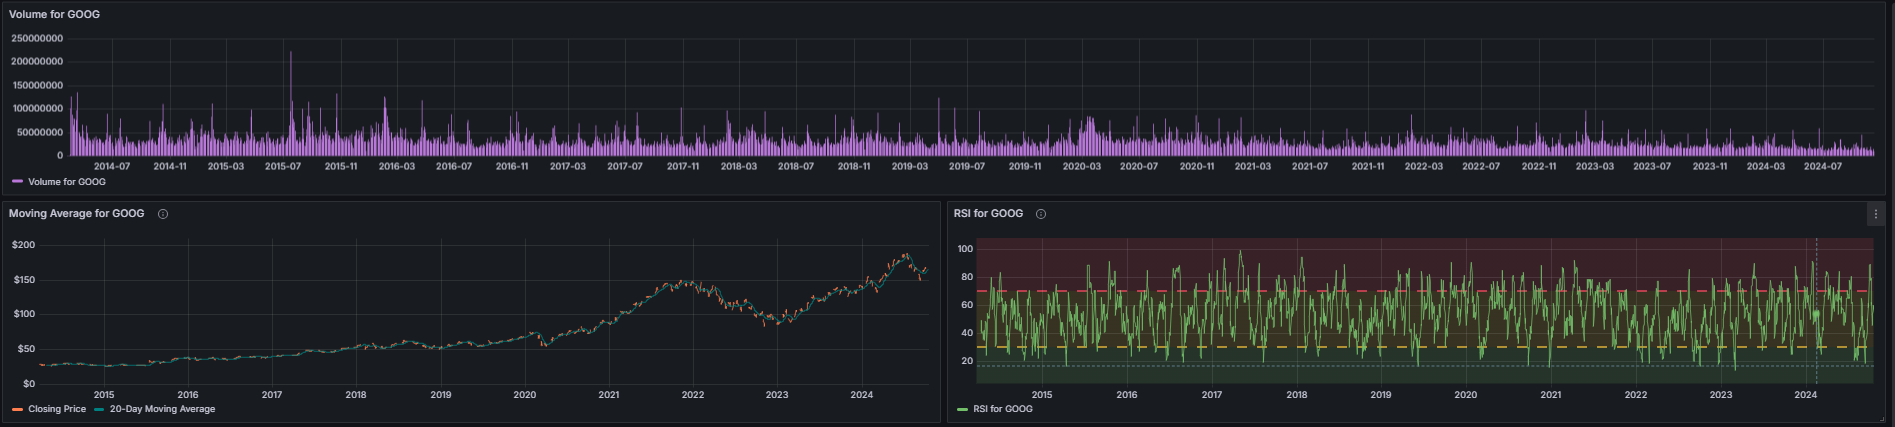 Volume for GOOG
250000000
200000000
150000000
100000000
50000000
0
2014-07 2014-11 2015-03 2015-07 2015-11 2016-03 2016-07 2016-11 2017-03 2017-07 2017-11 2018-03 2018-07 2018-11 2019-03 2019-07 2019-11 2020-03 2020-07 2020-11 2021-03 2021-07 2021-11 2022-03 2022-07 2022-11 2023-03 2023-07 2023-11 2024-03 2024-07
Volume for GOOG
Moving Average for GOOG
$200
$150
$100
$50
$0
2015 2016 2017 2018 2019 2020 2021 2022 2023 2024
Closing Price 20-Day Moving Average
RSI for GOOG
100
80
60
40
20
2015 2016 2017 2018 2019 2020 2021 2022 2023 2024
RSI for GOOG